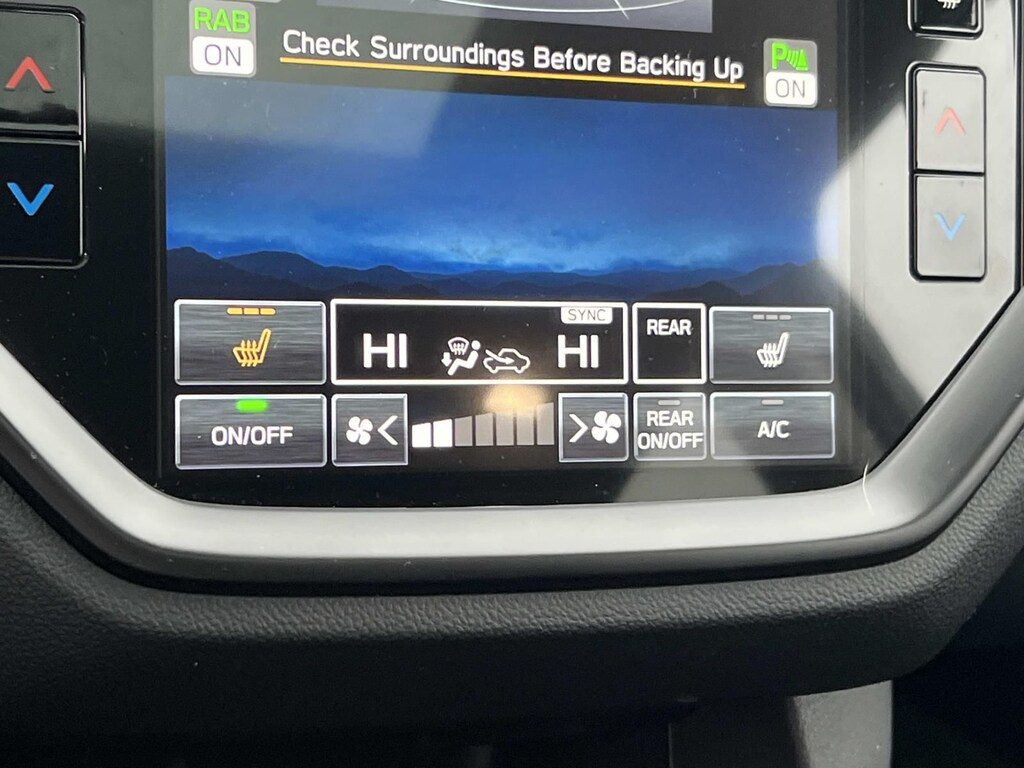 RAB
ON
Check Surroundings Before Backing Up
P
ON
SYNC
HI
HI
REAR
ON/OFF
REAR
ON/OFF
A/C